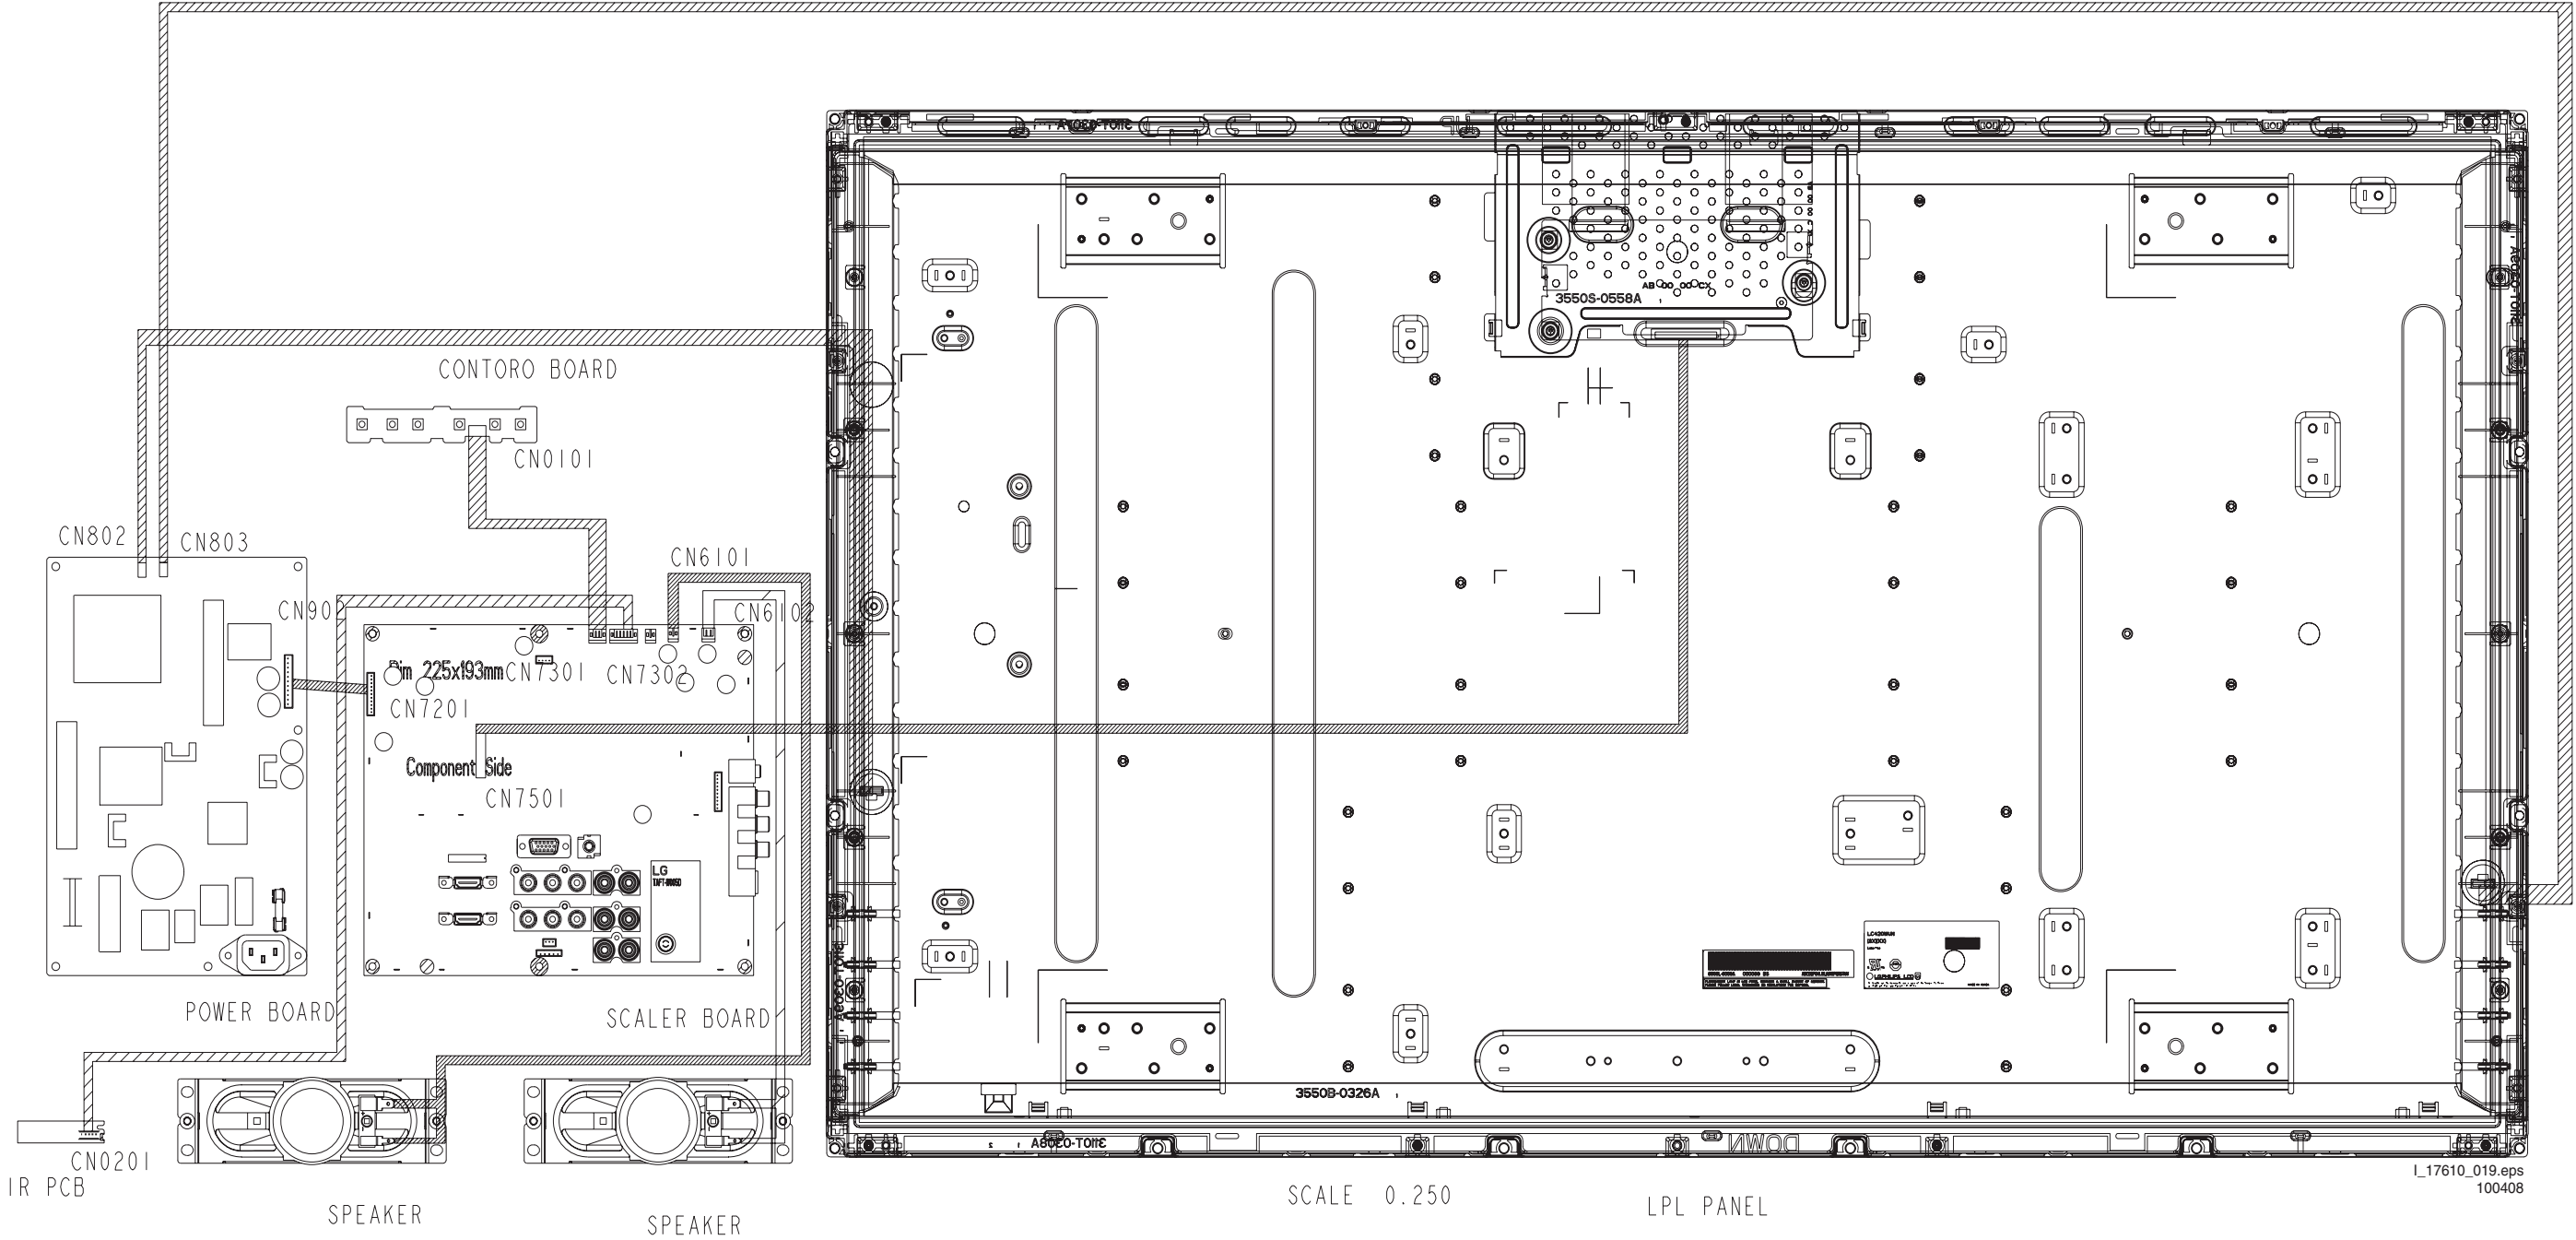 CONTORO BOARD
CN0101
CN802
CN803
CN6101
CN6102
CN7301
CN7302
Dim 225x193mm
CN7201
Component Side
CN7501
LG
POWER BOARD
SCALER BOARD
CN0201
IR PCB
SPEAKER
SPEAKER
3550S-0558A
3550B-0326A
DOWN
SCALE 0.250
LPL PANEL
I_17610_019.eps
100408